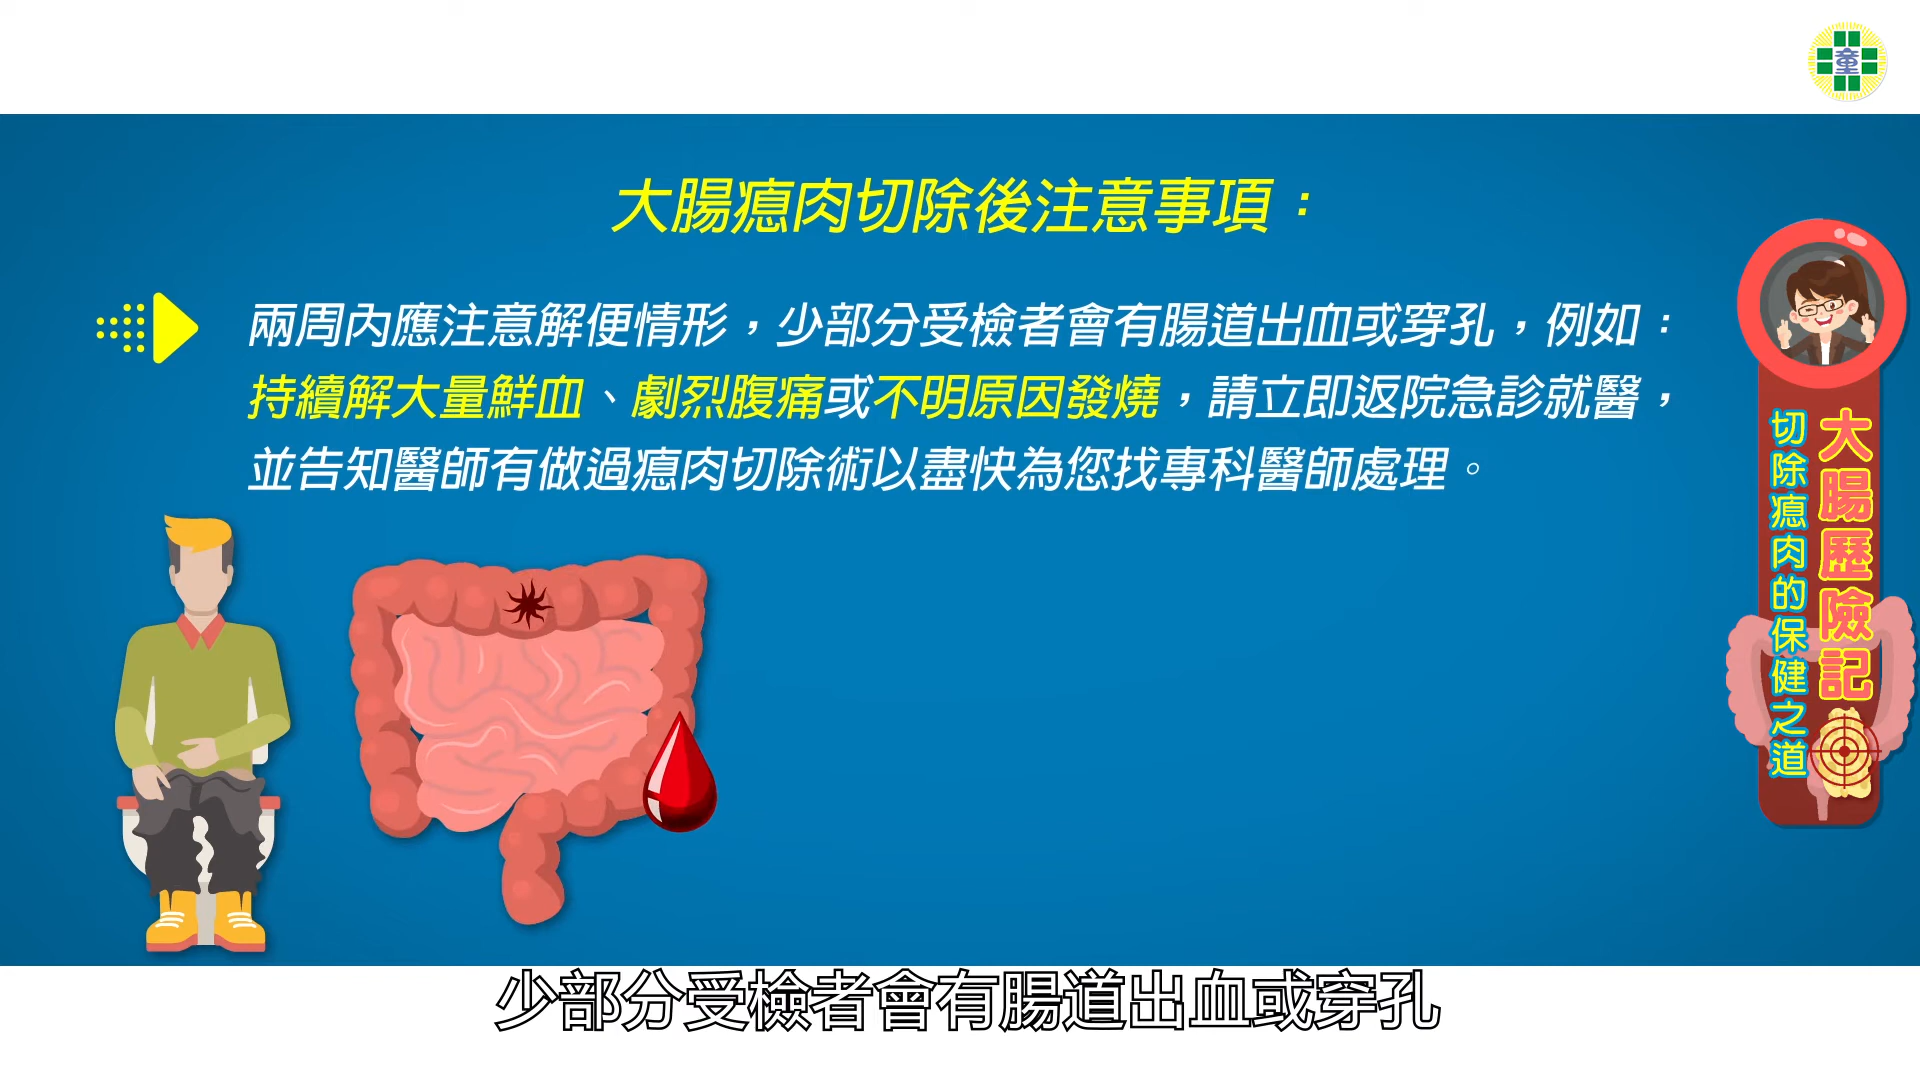 童
大腸瘜肉切除後注意事項：
兩周內應注意解便情形，少部分受檢者會有腸道出血或穿孔，例如：
持續解大量鮮血、劇烈腹痛或不明原因發燒，請立即返院急診就醫，
並告知醫師有做過瘜肉切除術以盡快為您找專科醫師處理。
大腸歷險記
切除瘜肉的保健之道
少部分受檢者會有腸道出血或穿孔